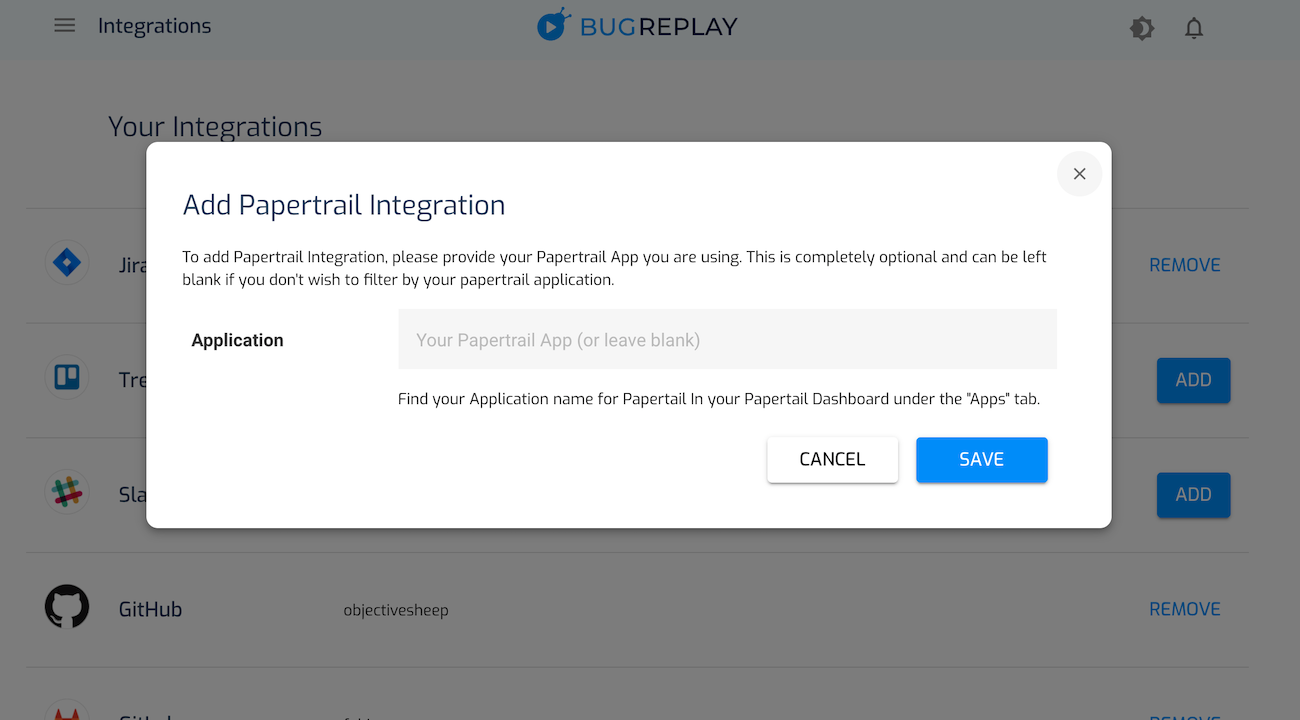 Integrations
BUGREPLAY
Your Integrations
Add Papertrail Integration
To add Papertrail Integration, please provide your Papertrail App you are using. This is completely optional and can be left
blank if you don't wish to filter by your papertrail application.
Application
Your Papertrail App (or leave blank)
Find your Application name for Papertail In your Papertail Dashboard under the "Apps" tab.
CANCEL
SAVE
Jira
REMOVE
Tre
ADD
Sla
ADD
GitHub
objectivesheep
REMOVE
REMOVE